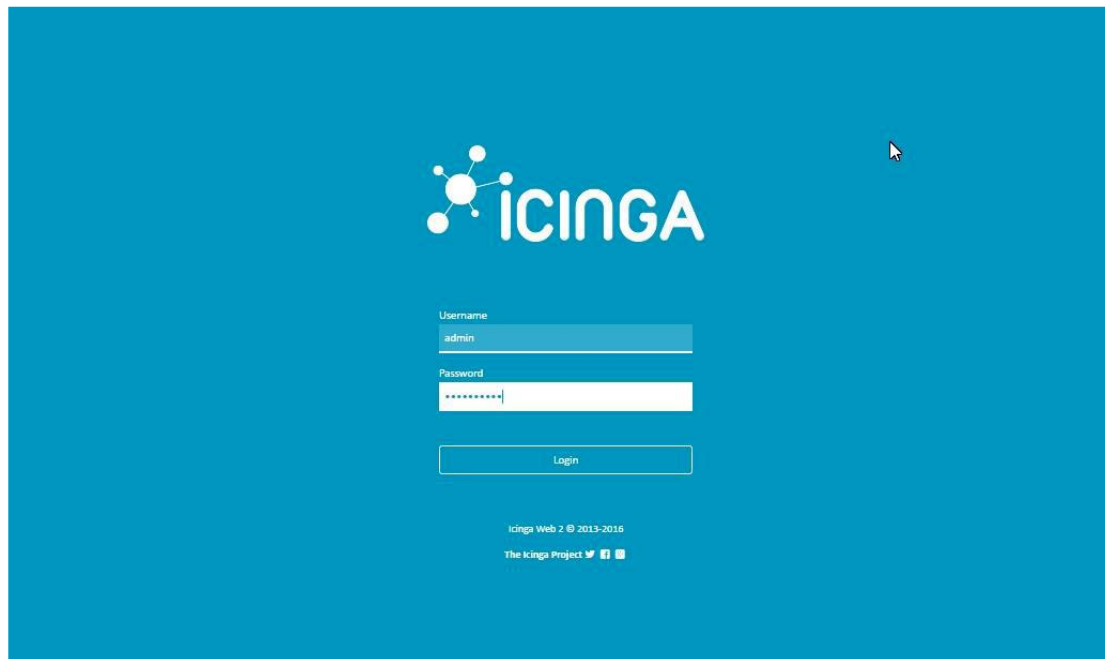 ICINGA
Username
admin
Password
••••••••••
Login
Icinga Web 2 © 2013-2016
The Icinga Project